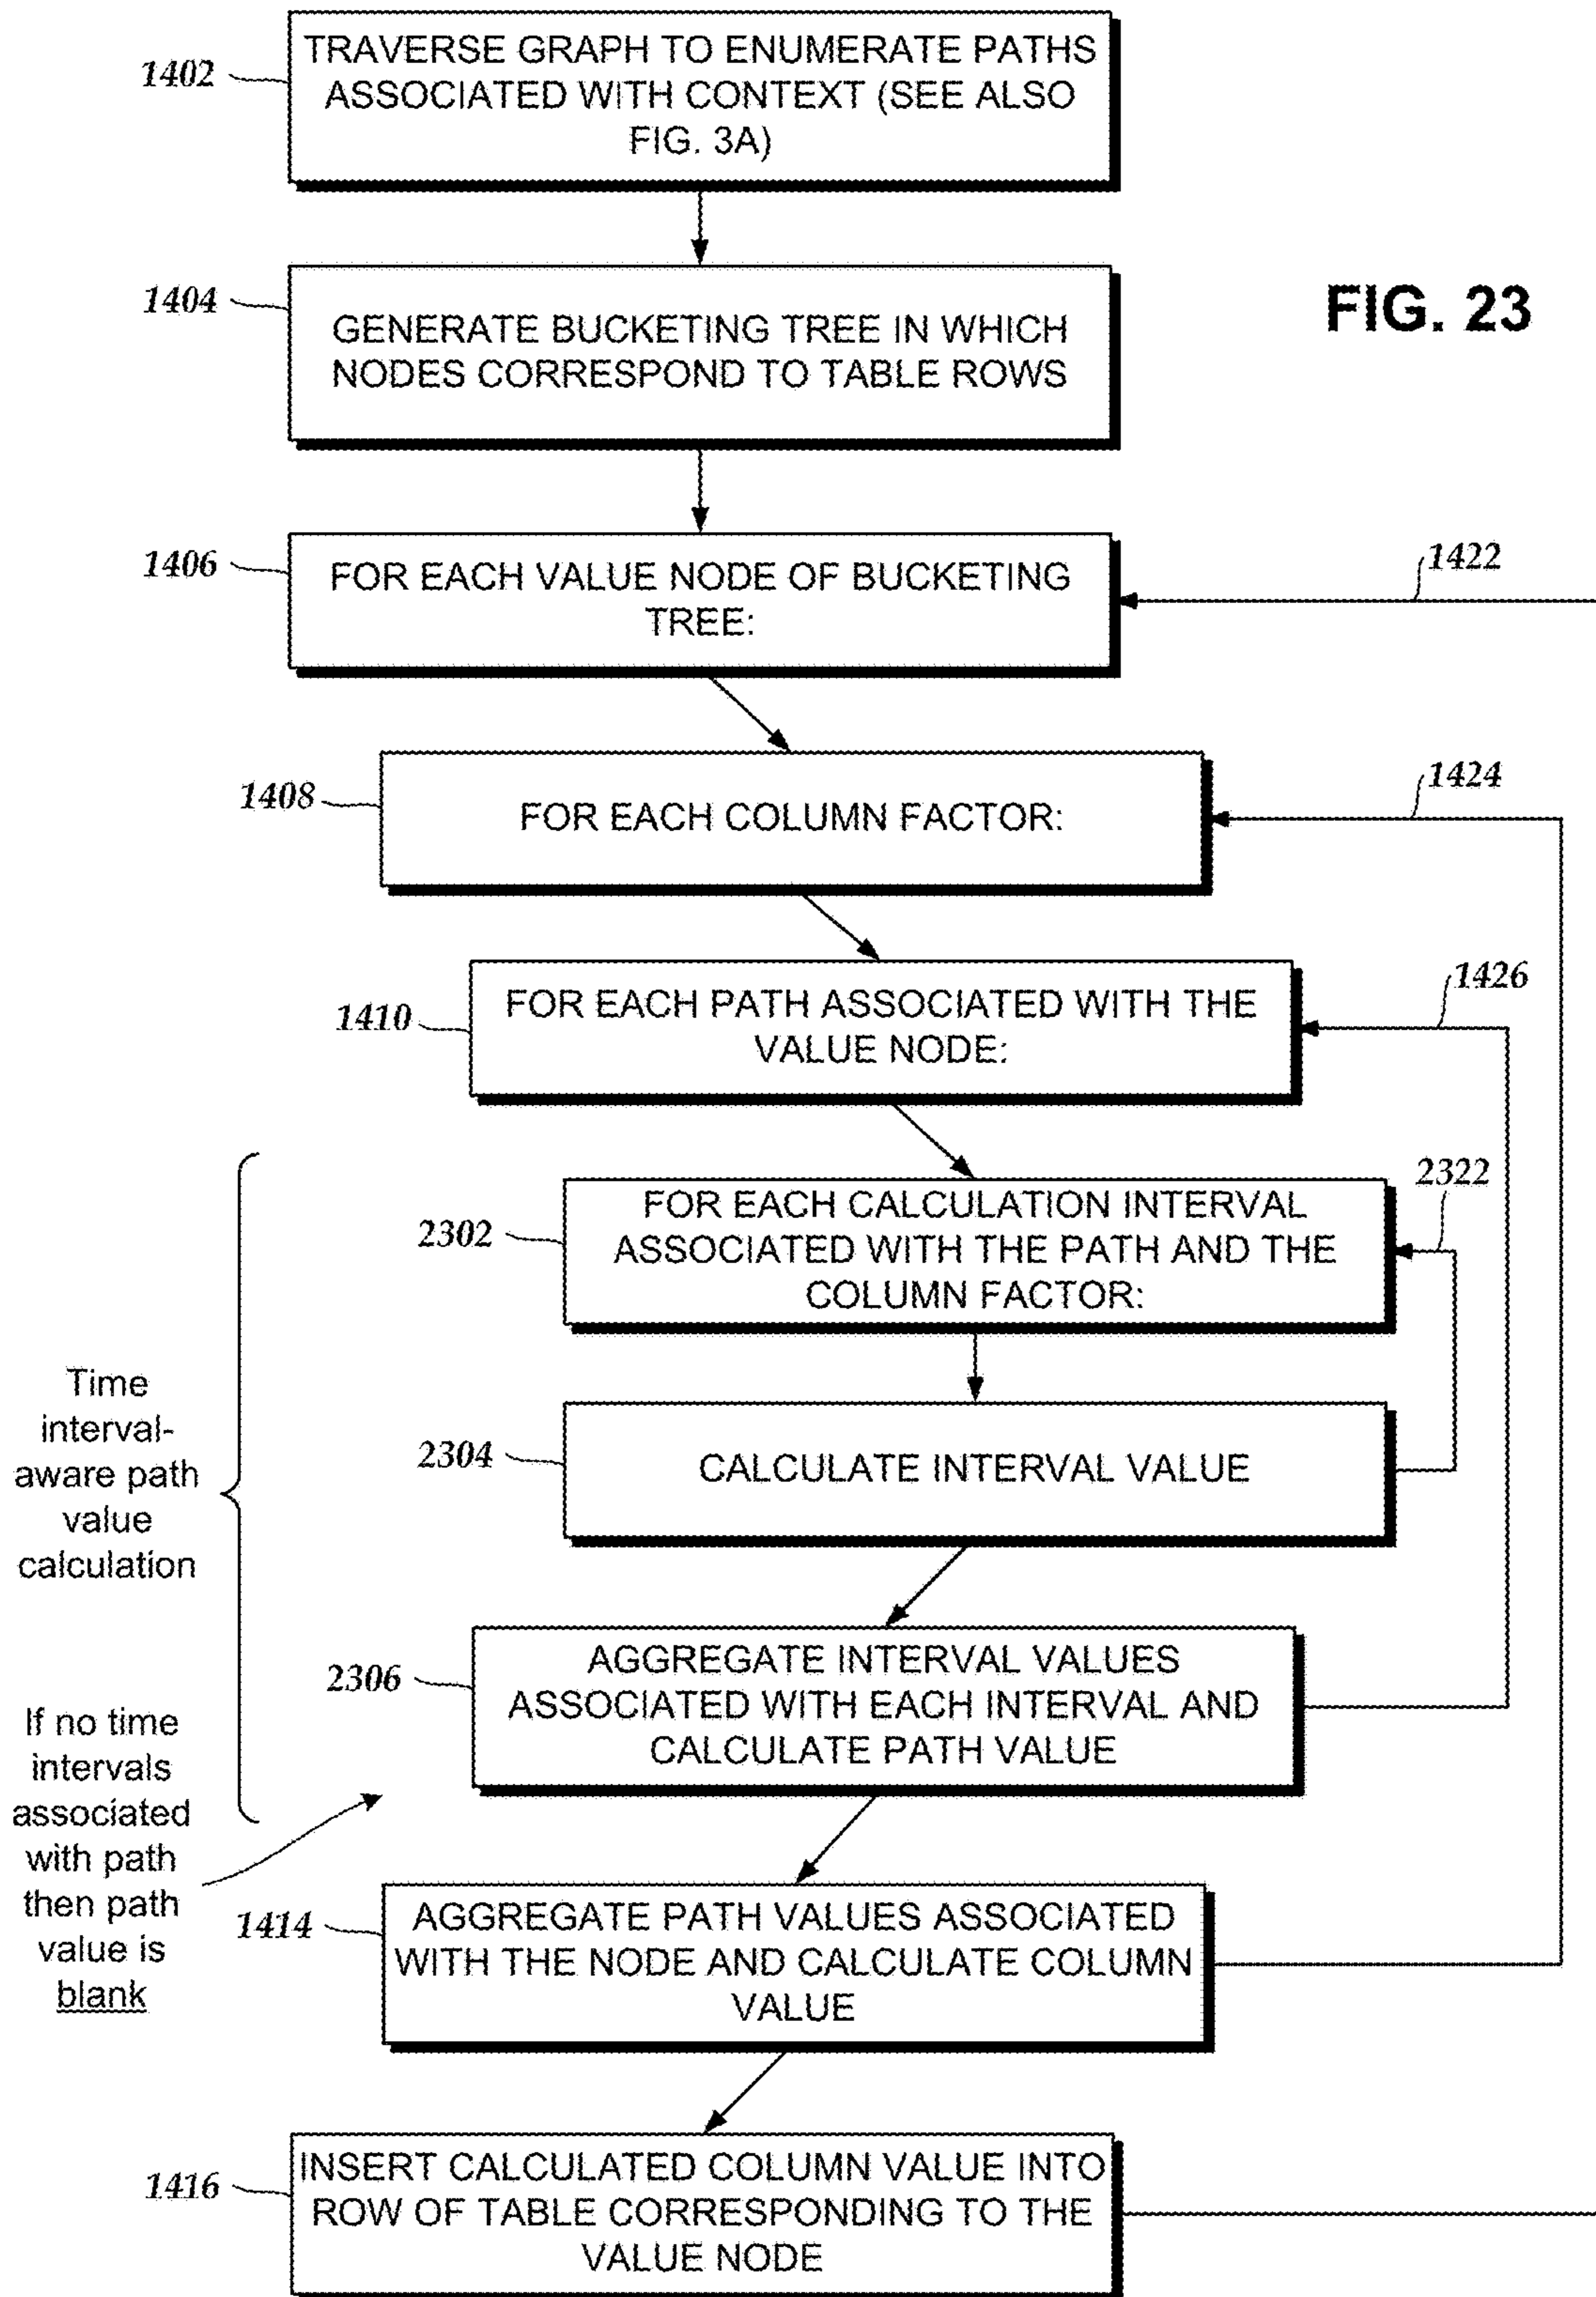 1402
TRAVERSE GRAPH TO ENUMERATE PATHS
ASSOCIATED WITH CONTEXT (SEE ALSO
FIG. 3A)
FIG. 23
1404
GENERATE BUCKETING TREE IN WHICH
NODES CORRESPOND TO TABLE ROWS
1406
FOR EACH VALUE NODE OF BUCKETING
TREE:
1422
1408
FOR EACH COLUMN FACTOR:
1424
1410
FOR EACH PATH ASSOCIATED WITH THE
VALUE NODE:
1426
2302
FOR EACH CALCULATION INTERVAL
ASSOCIATED WITH THE PATH AND THE
COLUMN FACTOR:
2322
Time
interval-
aware path
value
calculation
2304
CALCULATE INTERVAL VALUE
2306
AGGREGATE INTERVAL VALUES
ASSOCIATED WITH EACH INTERVAL AND
CALCULATE PATH VALUE
If no time
intervals
associated
with path
then path
value is
blank
1414
AGGREGATE PATH VALUES ASSOCIATED
WITH THE NODE AND CALCULATE COLUMN
VALUE
1416
INSERT CALCULATED COLUMN VALUE INTO
ROW OF TABLE CORRESPONDING TO THE
VALUE NODE